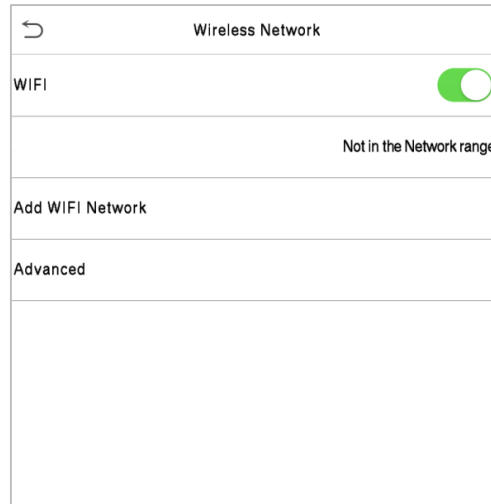 Wireless Network
WIFI
Not in the Network range
Add WIFI Network
Advanced